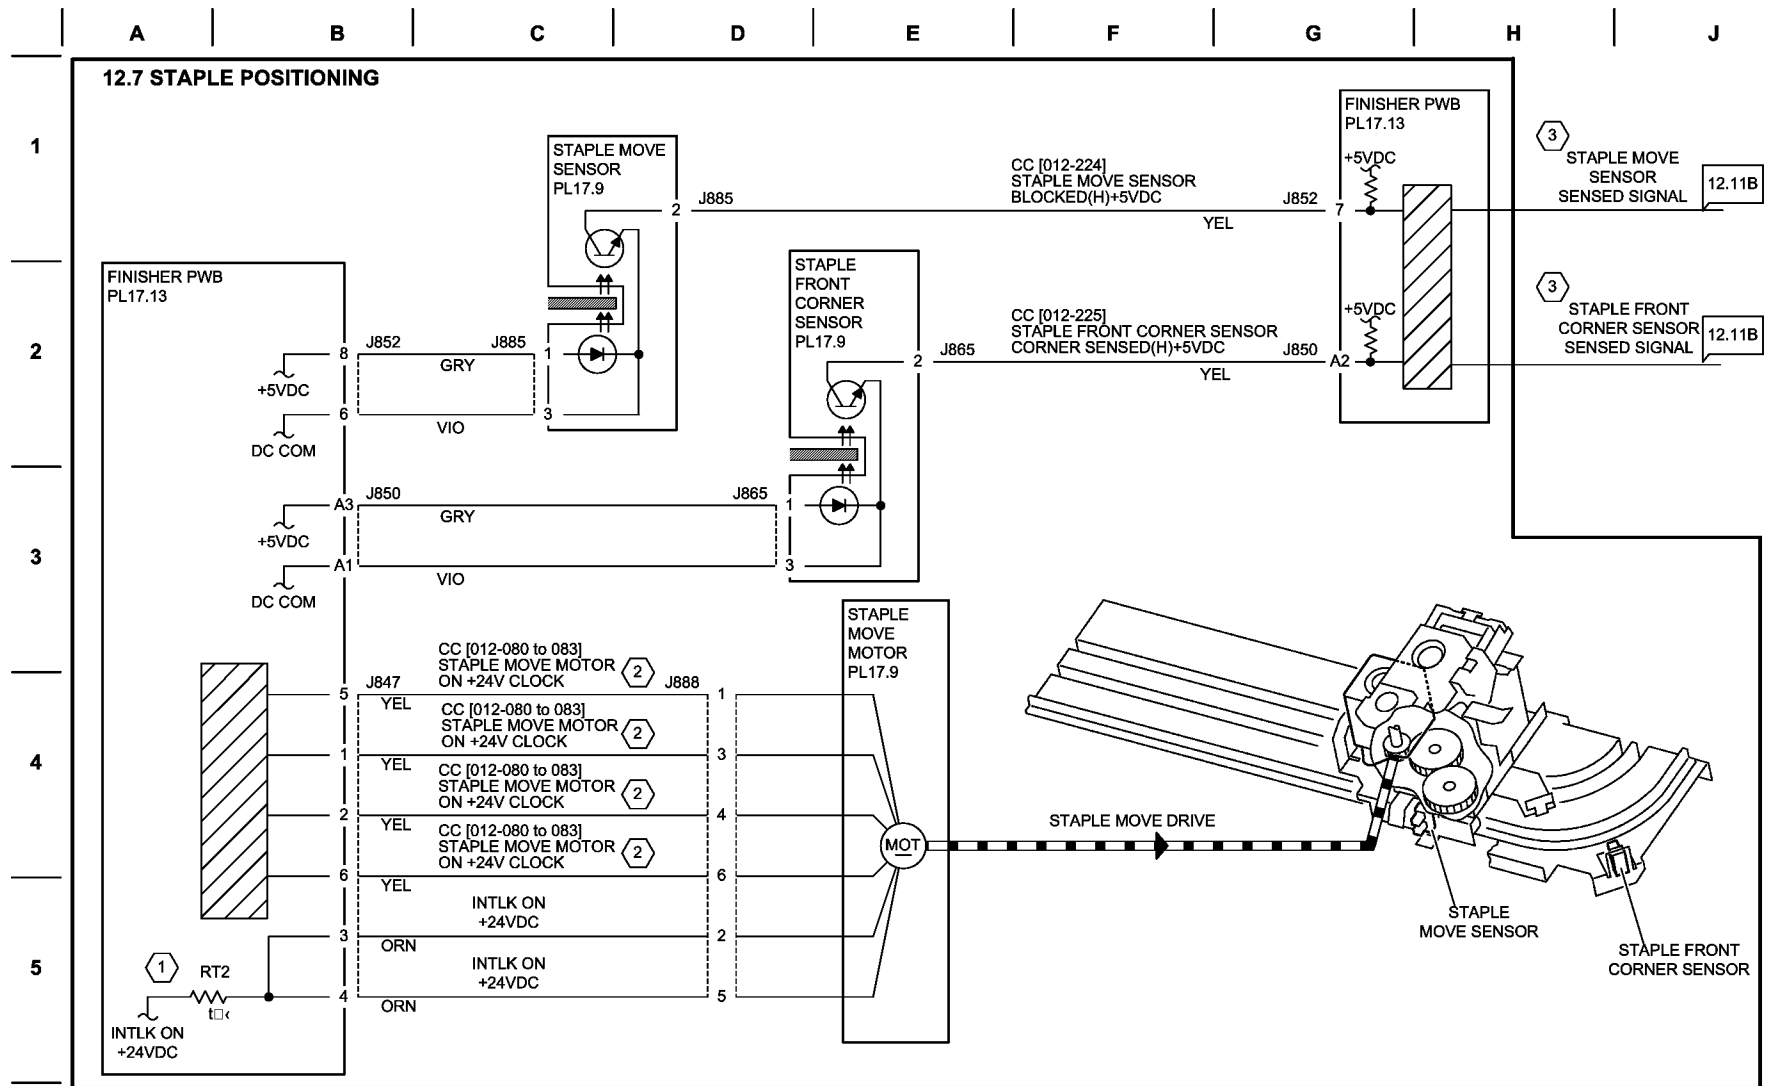 A B C D E F G H J
12.7 STAPLE POSITIONING
1
2
3
4
5
STAPLE MOVE
SENSOR
PL17.9
2
J885
CC [012-224]
STAPLE MOVE SENSOR
BLOCKED(H)+5VDC
YEL
J852
7
FINISHER PWB
PL17.13
+5VDC
3
STAPLE MOVE
SENSOR
SENSED SIGNAL
12.11B
FINISHER PWB
PL17.13
8
J852
GRY
J885
1
+5VDC
6
VIO
3
DC COM
STAPLE
FRONT
CORNER
SENSOR
PL17.9
2
J865
CC [012-225]
STAPLE FRONT CORNER SENSOR
CORNER SENSED(H)+5VDC
YEL
J850
A2
+5VDC
3
STAPLE FRONT
CORNER SENSOR
SENSED SIGNAL
12.11B
A3
J850
GRY
J865
1
+5VDC
A1
VIO
3
DC COM
STAPLE
MOVE
MOTOR
PL17.9
CC [012-080 to 083]
STAPLE MOVE MOTOR
ON +24V CLOCK
2
5
J847
YEL
J888
1
CC [012-080 to 083]
STAPLE MOVE MOTOR
ON +24V CLOCK
2
1
YEL
3
CC [012-080 to 083]
STAPLE MOVE MOTOR
ON +24V CLOCK
2
2
YEL
4
CC [012-080 to 083]
STAPLE MOVE MOTOR
ON +24V CLOCK
2
6
YEL
6
MOT
STAPLE MOVE DRIVE
INTLK ON
+24VDC
3
ORN
2
INTLK ON
+24VDC
4
ORN
5
1
RT2
t□‹
INTLK ON
+24VDC
STAPLE
MOVE SENSOR
STAPLE FRONT
CORNER SENSOR